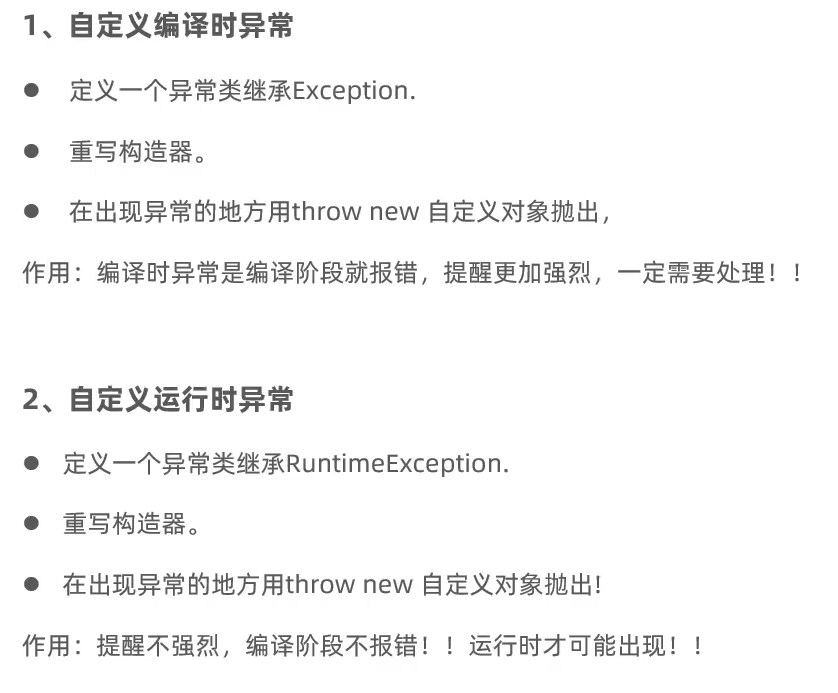 1、自定义编译时异常
● 定义一个异常类继承Exception.
● 重写构造器。
● 在出现异常的地方用throw new 自定义对象抛出，
作用：编译时异常是编译阶段就报错，提醒更加强烈，一定需要处理！！
2、自定义运行时异常
● 定义一个异常类继承RuntimeException.
● 重写构造器。
● 在出现异常的地方用throw new 自定义对象抛出!
作用：提醒不强烈，编译阶段不报错！！运行时才可能出现！！